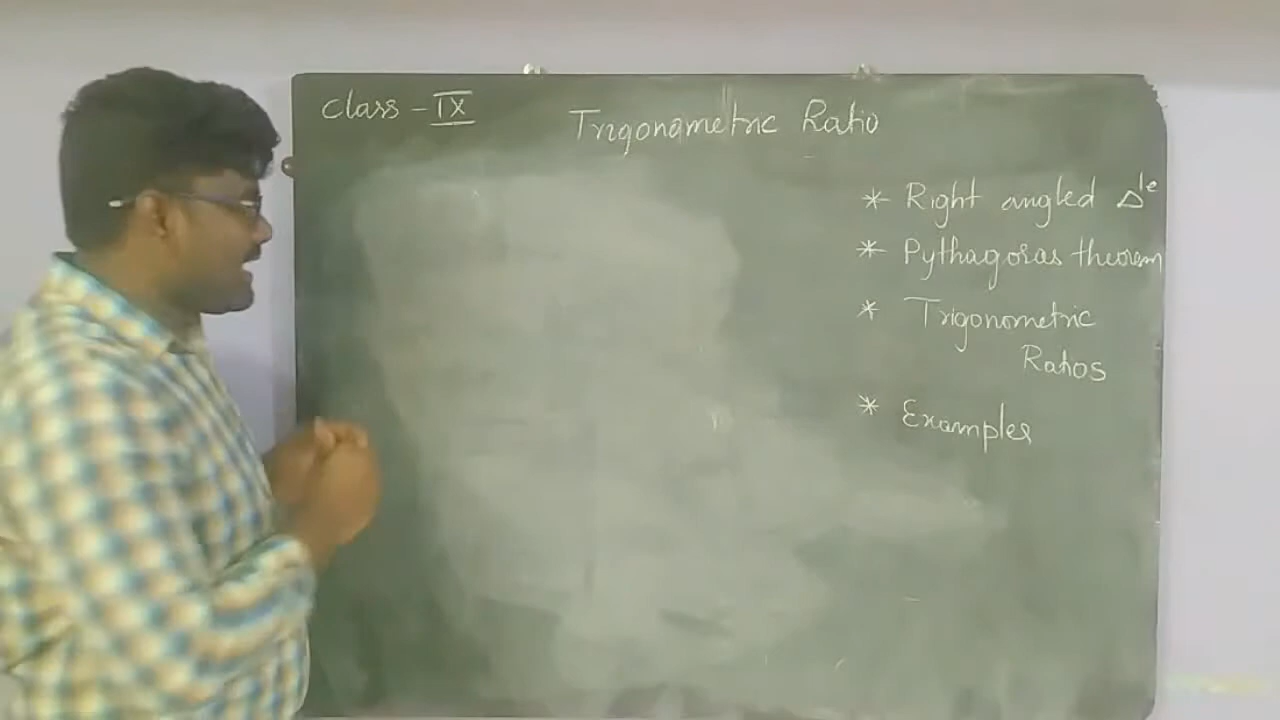 Class - IX
Trigonometric Ratio
* Right angled Δle
* Pythagoras theorem
* Trigonometric
Ratios
* Examples